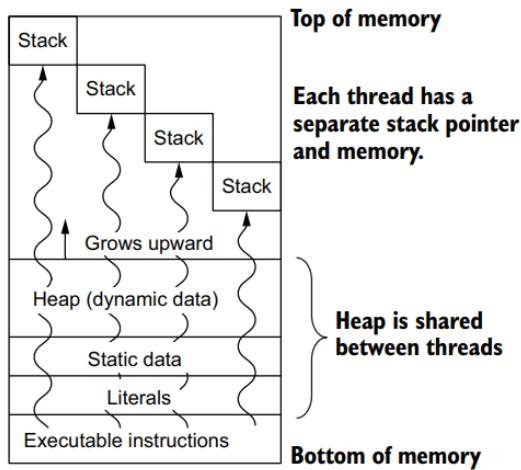 Top of memory
Stack
Stack
Each thread has a
separate stack pointer
and memory.
Stack
Stack
Grows upward
Heap (dynamic data)
Heap is shared
between threads
Static data
Literals
Executable instructions
Bottom of memory